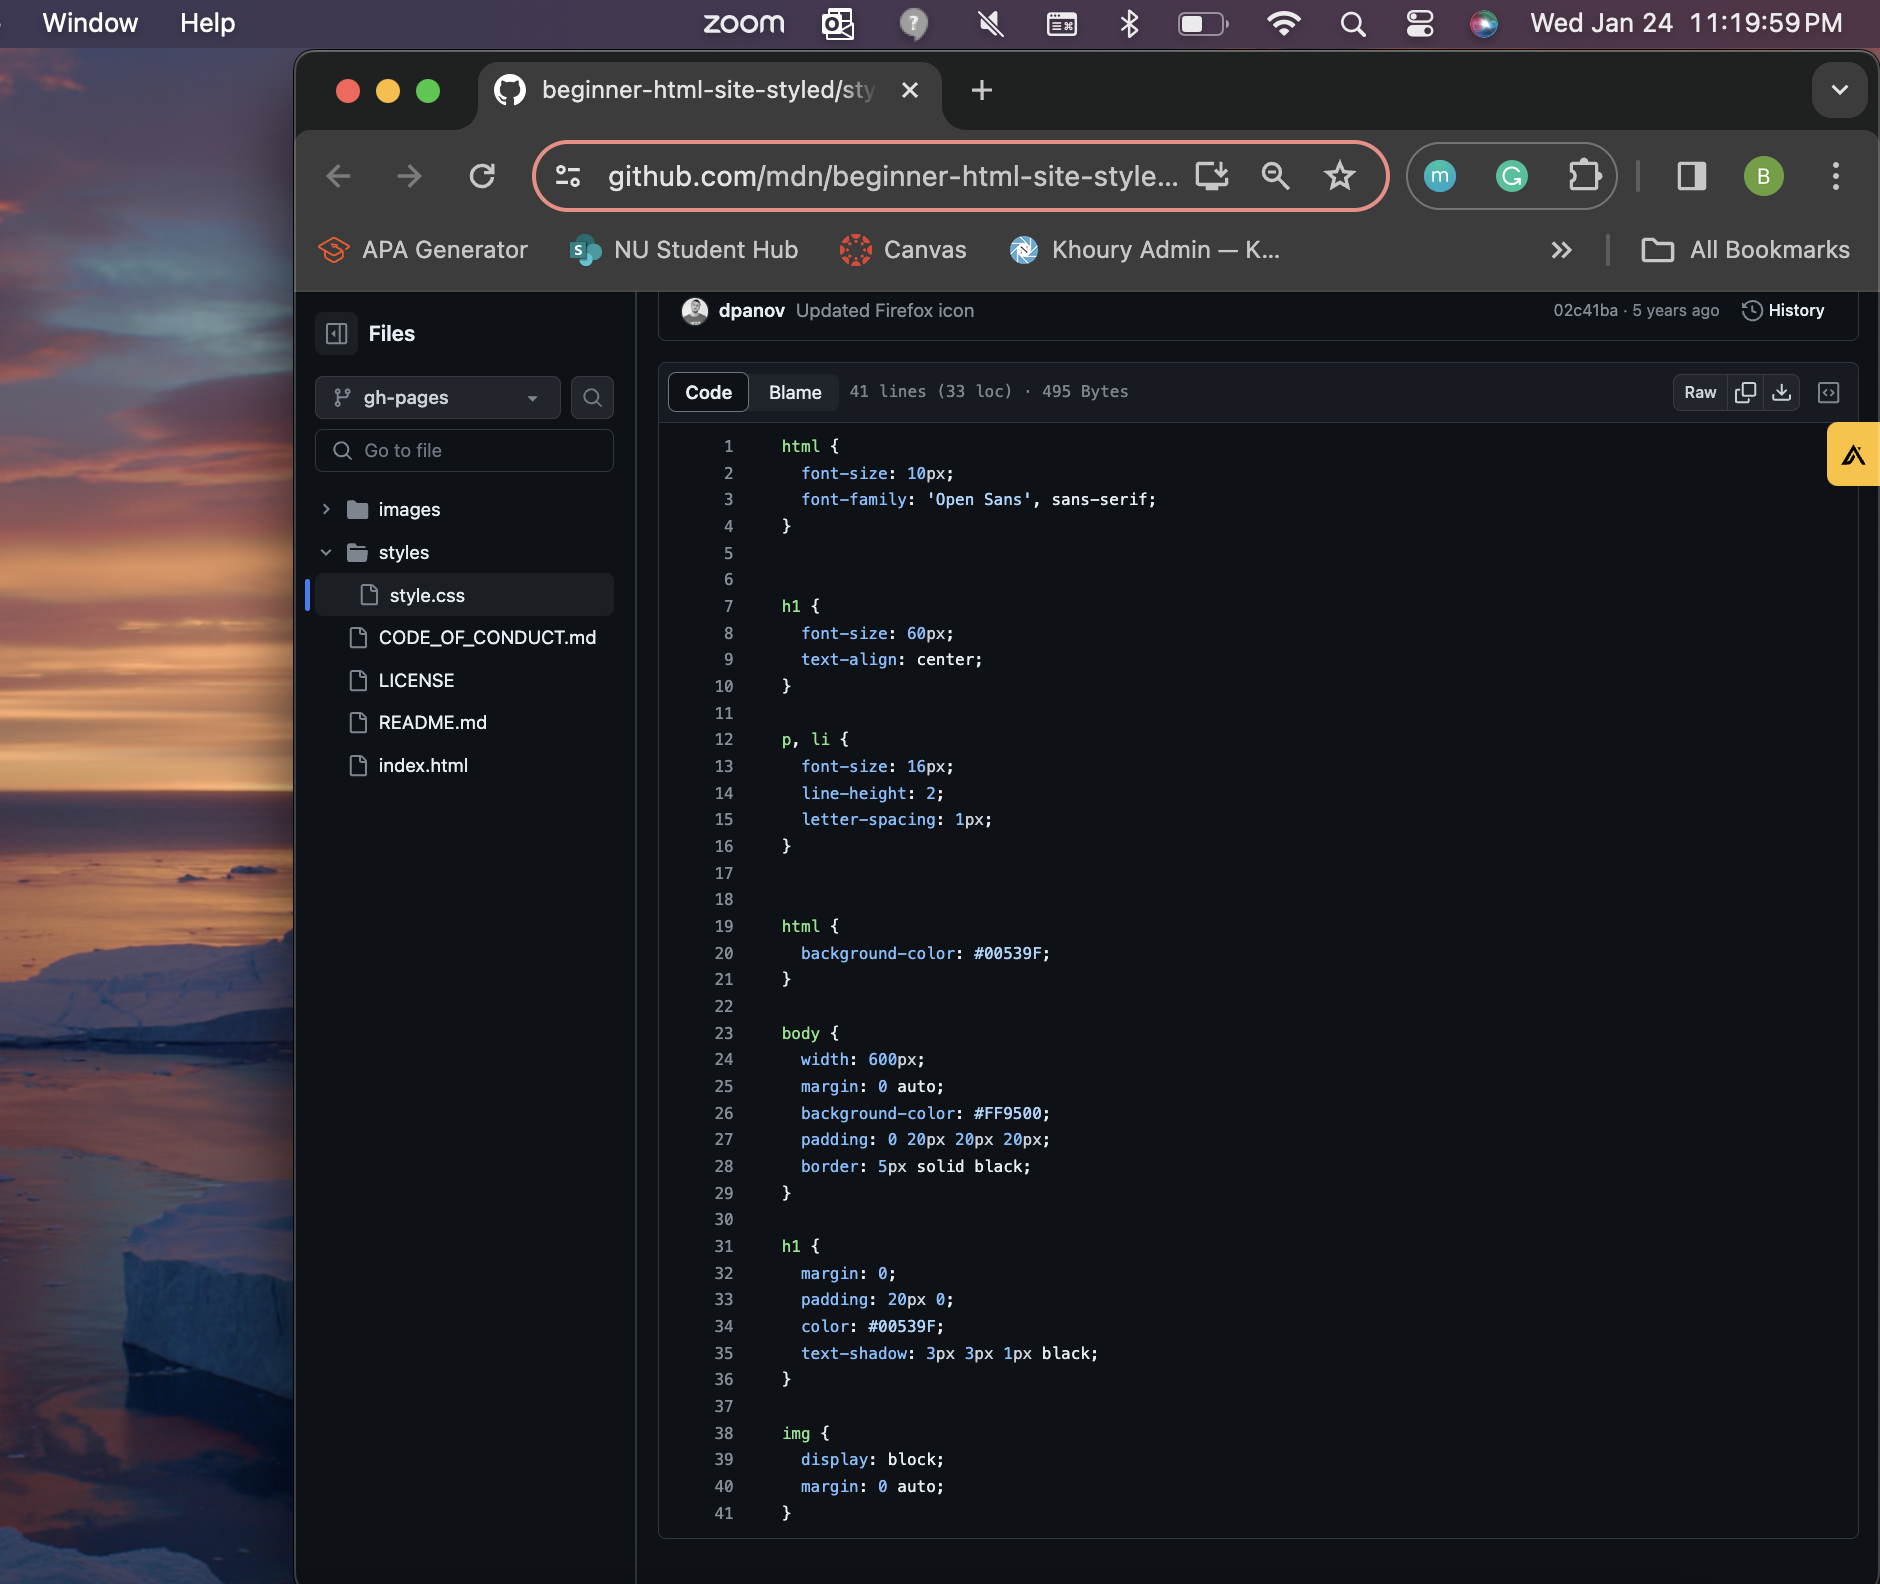 Window Help zoom Wed Jan 24 11:19:59 PM
beginner-html-site-styled/sty
github.com/mdn/beginner-html-site-style... m G B
APA Generator S NU Student Hub Canvas Khoury Admin — K... » All Bookmarks
dpanov Updated Firefox icon 02c41ba · 5 years ago History
Files
gh-pages
Go to file
images
styles
style.css
CODE_OF_CONDUCT.md
LICENSE
README.md
index.html
Code Blame 41 lines (33 loc) · 495 Bytes Raw
1 html {
2 font-size: 10px;
3 font-family: 'Open Sans', sans-serif;
4 }
5
6
7 h1 {
8 font-size: 60px;
9 text-align: center;
10 }
11
12 p, li {
13 font-size: 16px;
14 line-height: 2;
15 letter-spacing: 1px;
16 }
17
18
19 html {
20 background-color: #00539F;
21 }
22
23 body {
24 width: 600px;
25 margin: 0 auto;
26 background-color: #FF9500;
27 padding: 0 20px 20px 20px;
28 border: 5px solid black;
29 }
30
31 h1 {
32 margin: 0;
33 padding: 20px 0;
34 color: #00539F;
35 text-shadow: 3px 3px 1px black;
36 }
37
38 img {
39 display: block;
40 margin: 0 auto;
41 }